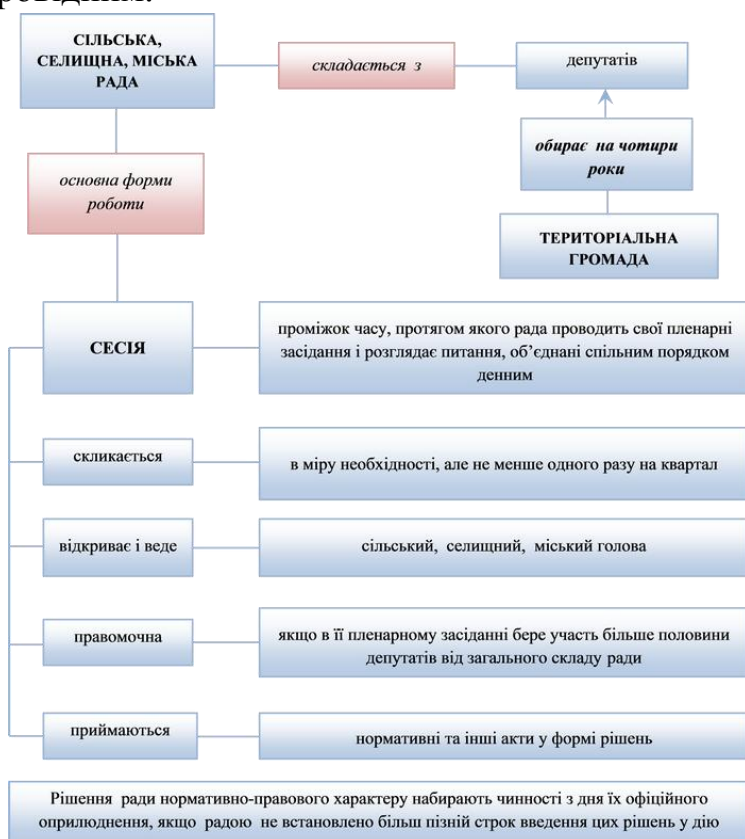 СІЛЬСЬКА,
СЕЛИЩНА, МІСЬКА
РАДА
складається з
депутатів
обирає на чотири
роки
ТЕРИТОРІАЛЬНА
ГРОМАДА
основна форми
роботи
СЕСІЯ
проміжок часу, протягом якого рада проводить свої пленарні
засідання і розглядає питання, об’єднані спільним порядком
денним
скликається
в міру необхідності, але не менше одного разу на квартал
відкриває і веде
сільський, селищний, міський голова
правомочна
якщо в її пленарному засіданні бере участь більше половини
депутатів від загального складу ради
приймаються
нормативні та інші акти у формі рішень
Рішення ради нормативно-правового характеру набирають чинності з дня їх офіційного
оприлюднення, якщо радою не встановлено більш пізній строк введення цих рішень у дію